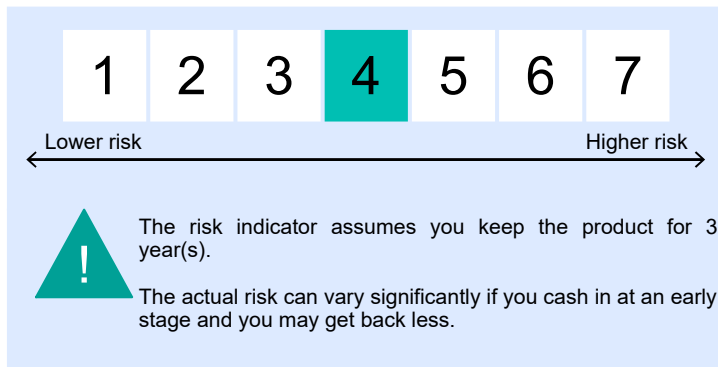 1 2 3 4 5 6 7
Lower risk Higher risk
!
The risk indicator assumes you keep the product for 3
year(s).
The actual risk can vary significantly if you cash in at an early
stage and you may get back less.